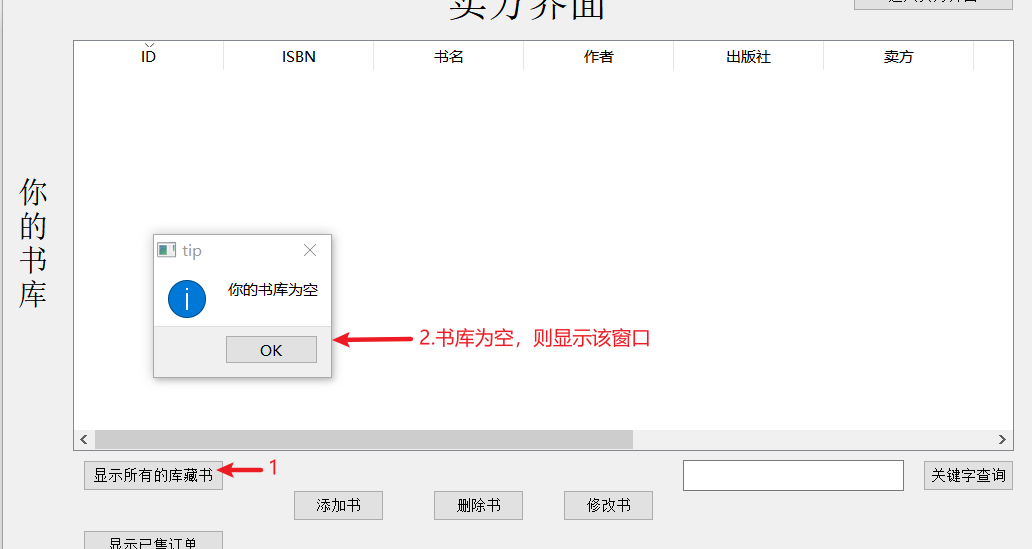 卖方界面
ID ISBN 书名 作者 出版社 卖方
你的书库
tip
你的书库为空
OK
2.书库为空，则显示该窗口
显示所有的库藏书
1
关键字查询
添加书 删除书 修改书
显示已售订单